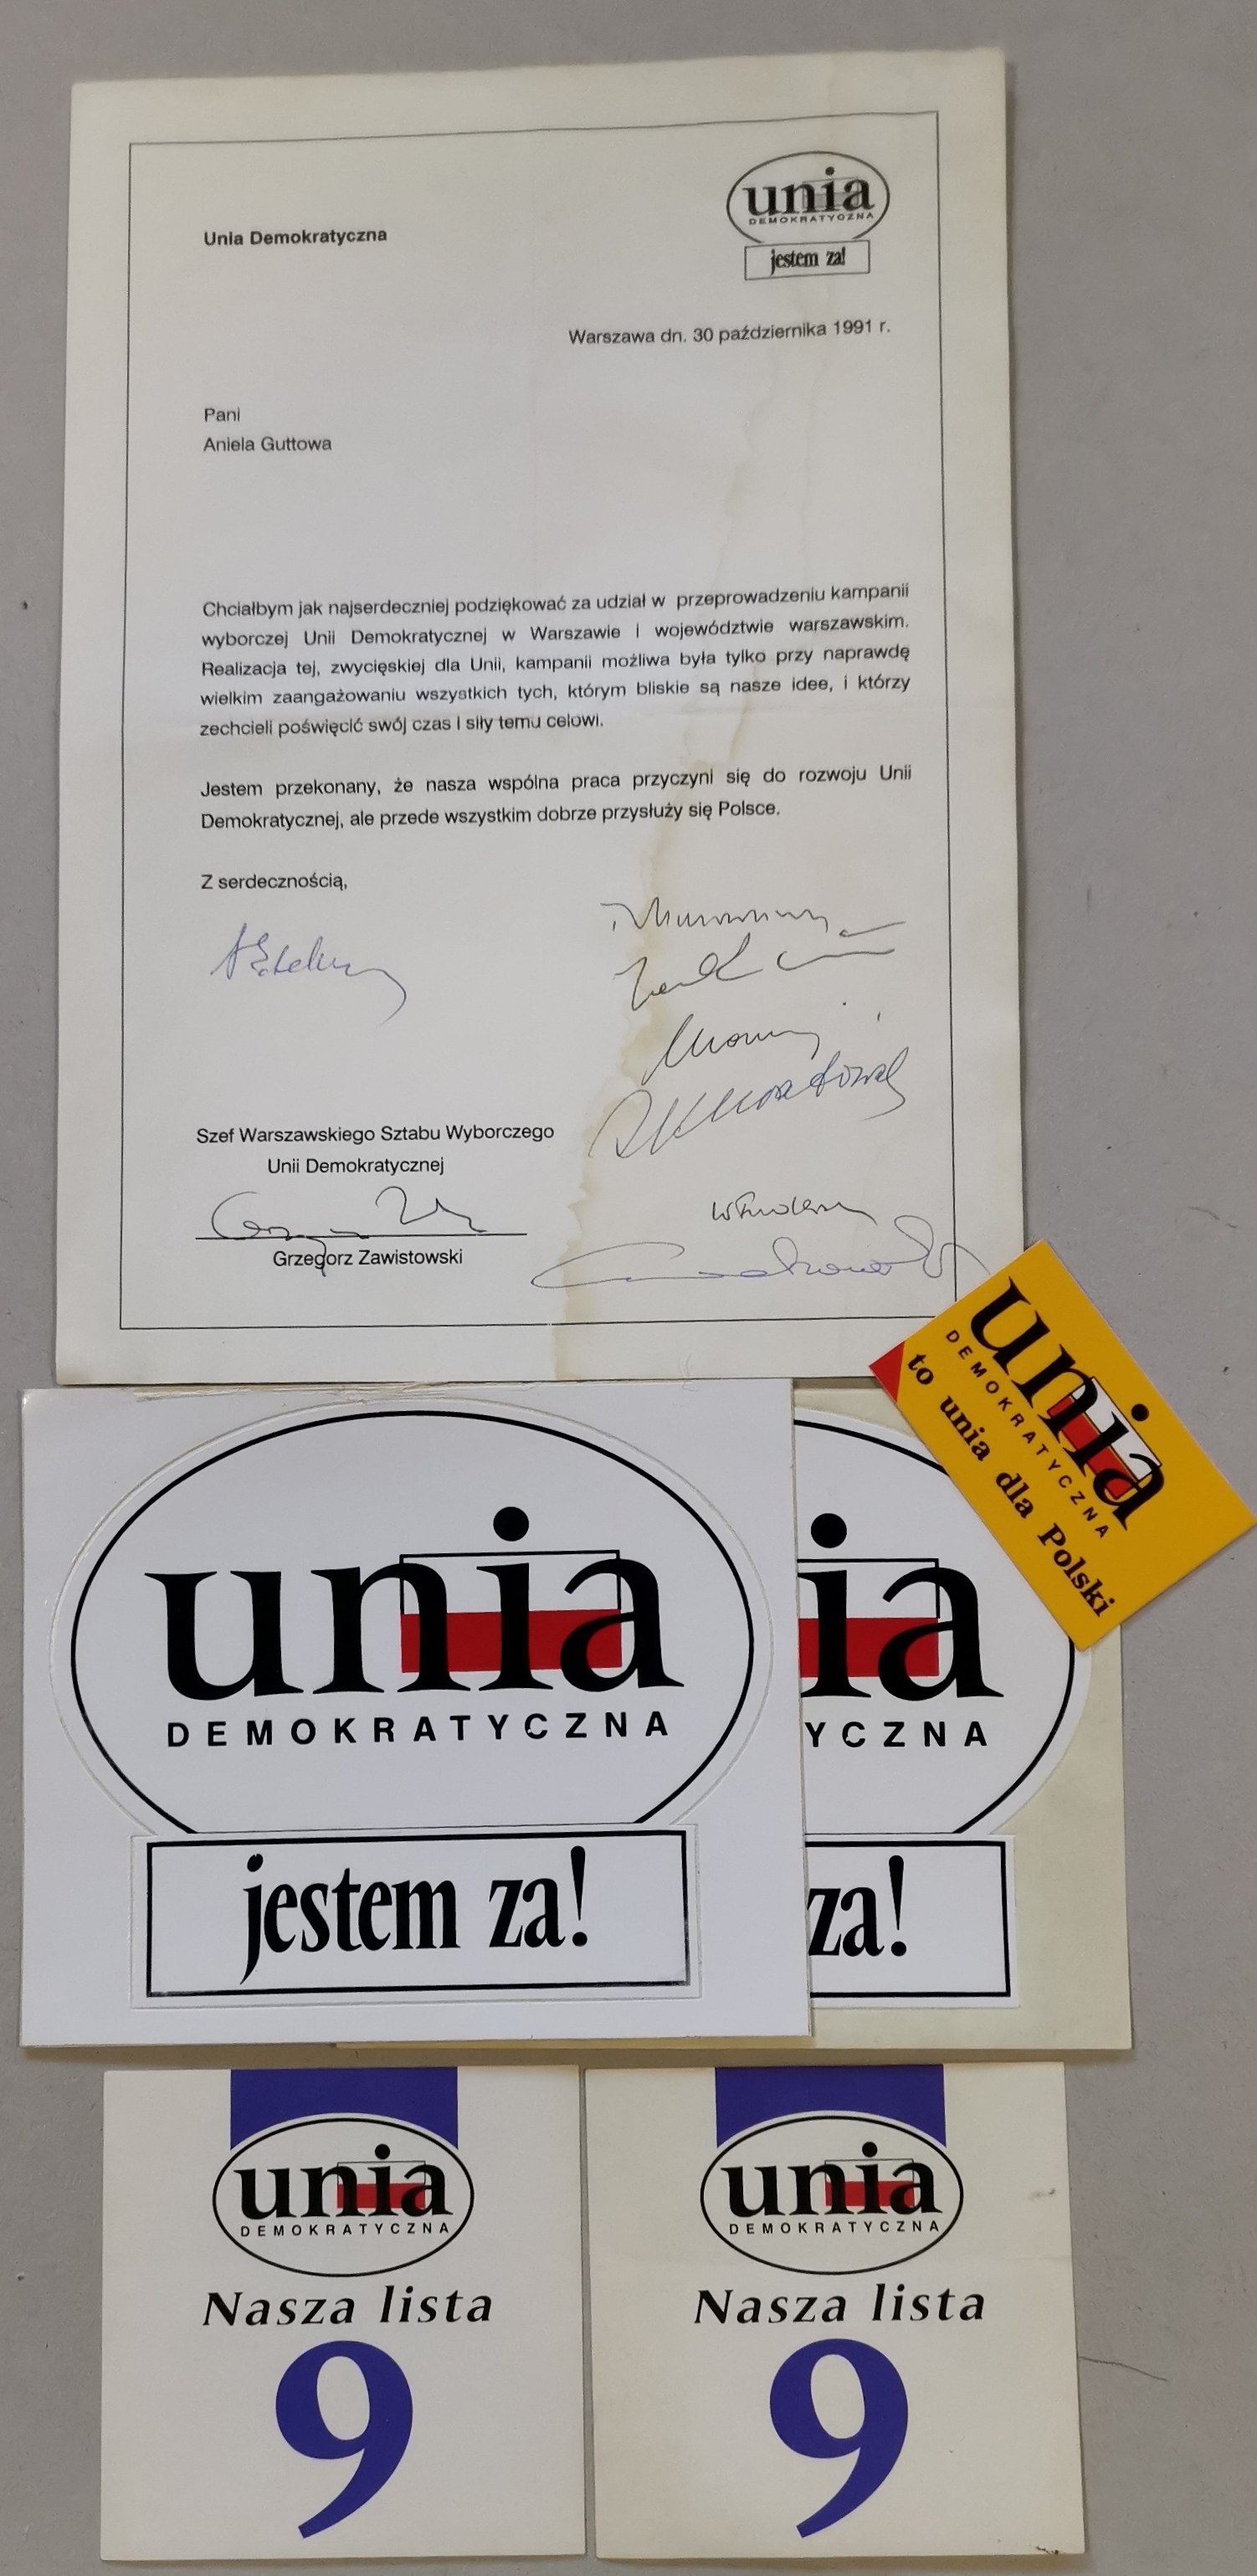 unia
DEMOKRATYCZNA
jestem za!
Unia Demokratyczna
Warszawa dn. 30 października 1991 r.
Pani
Aniela Guttowa
Chciałbym jak najserdeczniej podziękować za udział w przeprowadzeniu kampanii
wyborczej Unii Demokratycznej w Warszawie i województwie warszawskim.
Realizacja tej, zwycięskiej dla Unii, kampanii możliwa była tylko przy naprawdę
wielkim zaangażowaniu wszystkich tych, którym bliskie są nasze idee, i którzy
zechcieli poświęcić swój czas i siły temu celowi.
Jestem przekonany, że nasza wspólna praca przyczyni się do rozwoju Unii
Demokratycznej, ale przede wszystkim dobrze przysłuży się Polsce.
Z serdecznością,
Szef Warszawskiego Sztabu Wyborczego
Unii Demokratycznej
Grzegorz Zawistowski
unia
DEMOKRATYCZNA
to unia dla Polski
unia
DEMOKRATYCZNA
jestem za!
ia
YCZNA
za!
unia
DEMOKRATYCZNA
Nasza lista
9
unia
DEMOKRATYCZNA
Nasza lista
9